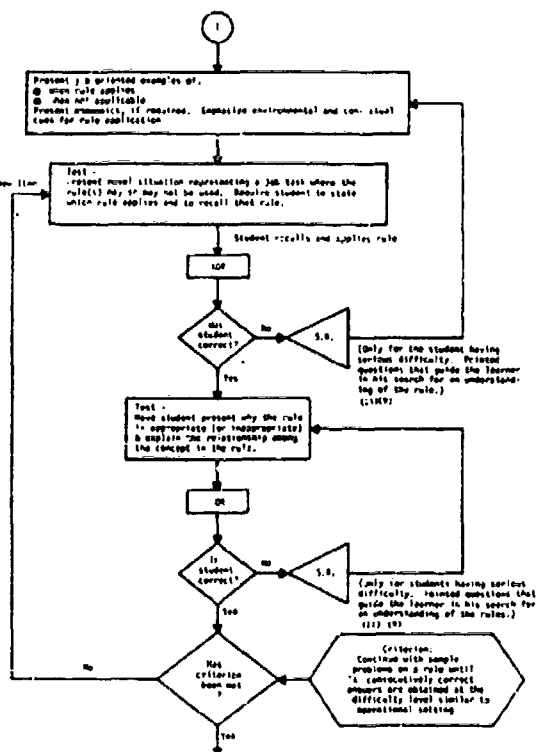 1
Present examples of,
when rule applies
when not applicable
Present mnemonics, if required. Emphasize environmental and
cues for rule application
Test -
Present novel situation representing a job task where the
rule(s) may or may not be used. Require student to state
which rule applies and to recall that rule.
Student recalls and applies rule
Was
student
correct?
No
S.R.
(Only for the student having
serious difficulty. Printed
questions that guide the learner
in his search for an understand-
ing of the rule.)
Yes
Test -
Have student present why the rule
is appropriate (or inappropriate)
& explain the relationship among
the concept in the rule.
Is
student
correct?
No
S.R.
(Only for students having serious
difficulty. questions that
guide the learner in his search for
an understanding of the rules.)
Yes
Has
criterion
been met
?
No
Criterion:
Continue with sample
problems on a rule until
consecutively correct
answers are obtained at the
difficulty level similar to
operational setting
Yes